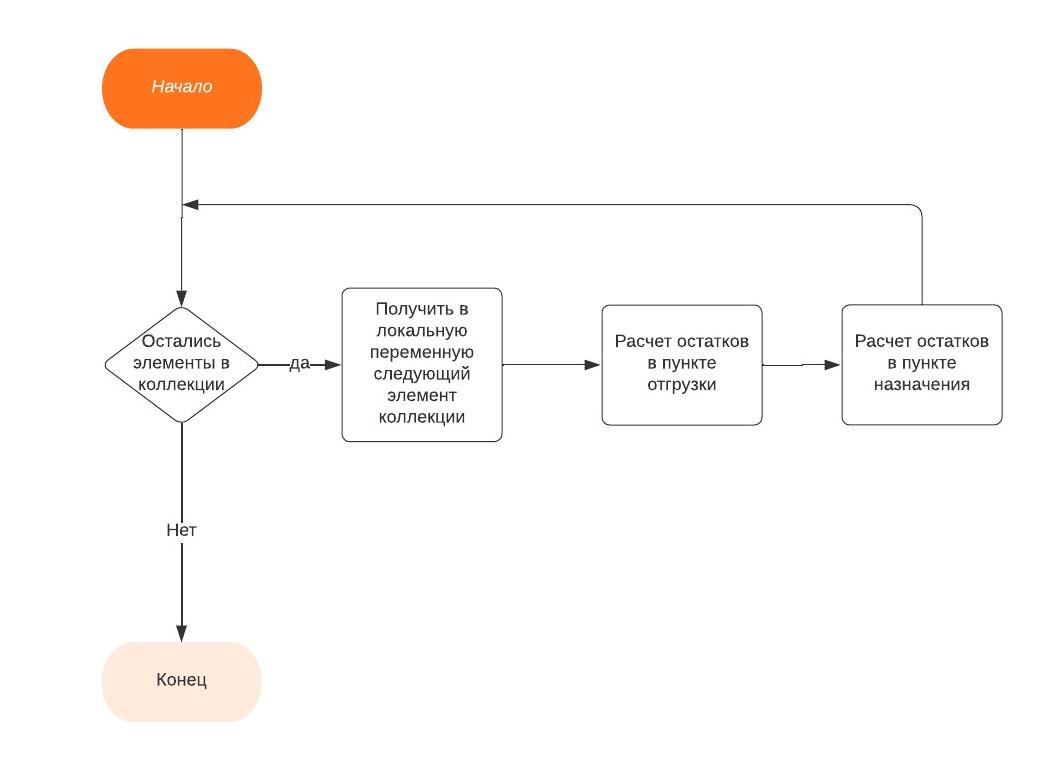 Начало
Остались
элементы в
коллекции
да
Получить в
локальную
переменную
следующий
элемент
коллекции
Расчет остатков
в пункте
отгрузки
Расчет остатков
в пункте
назначения
Нет
Конец